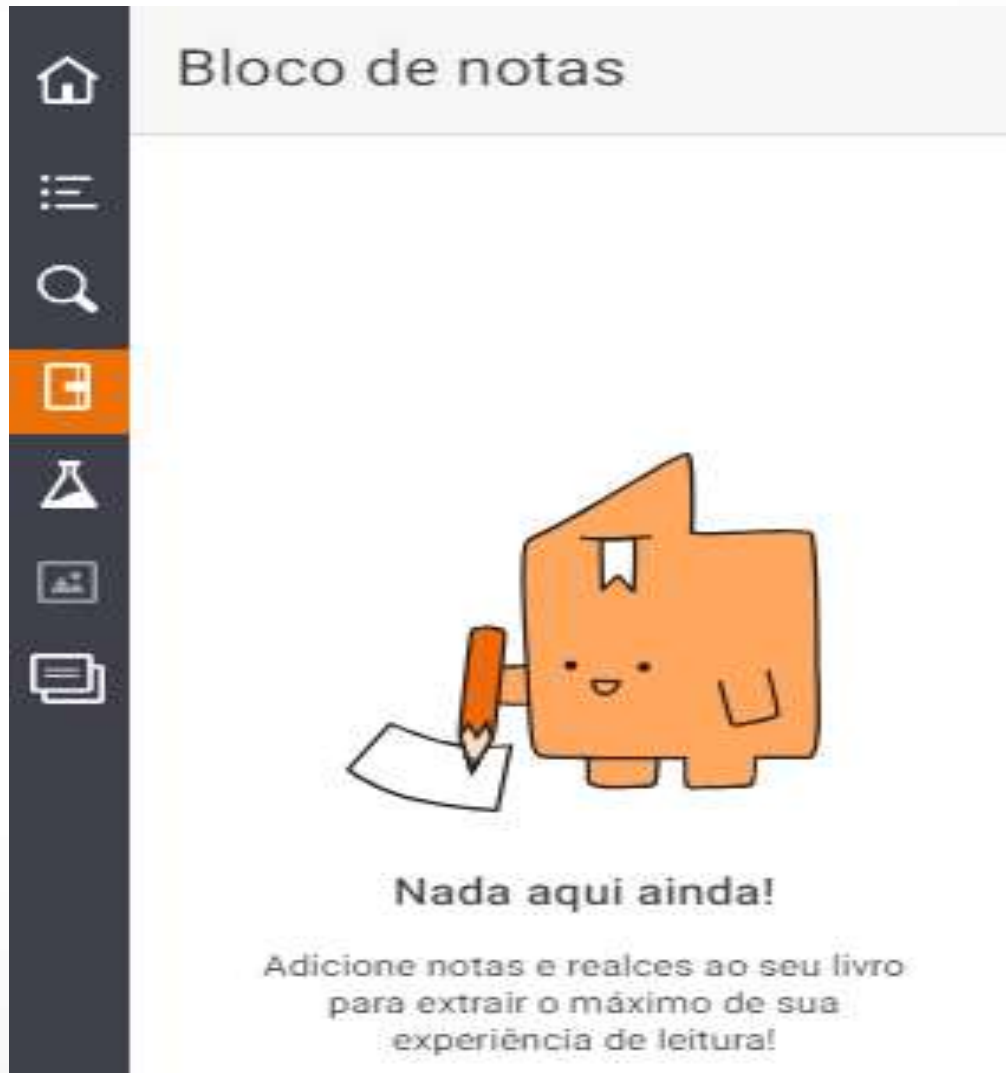 Bloco de notas
Nada aqui ainda!
Adicione notas e realces ao seu livro
para extrair o máximo de sua
experiência de leitura!